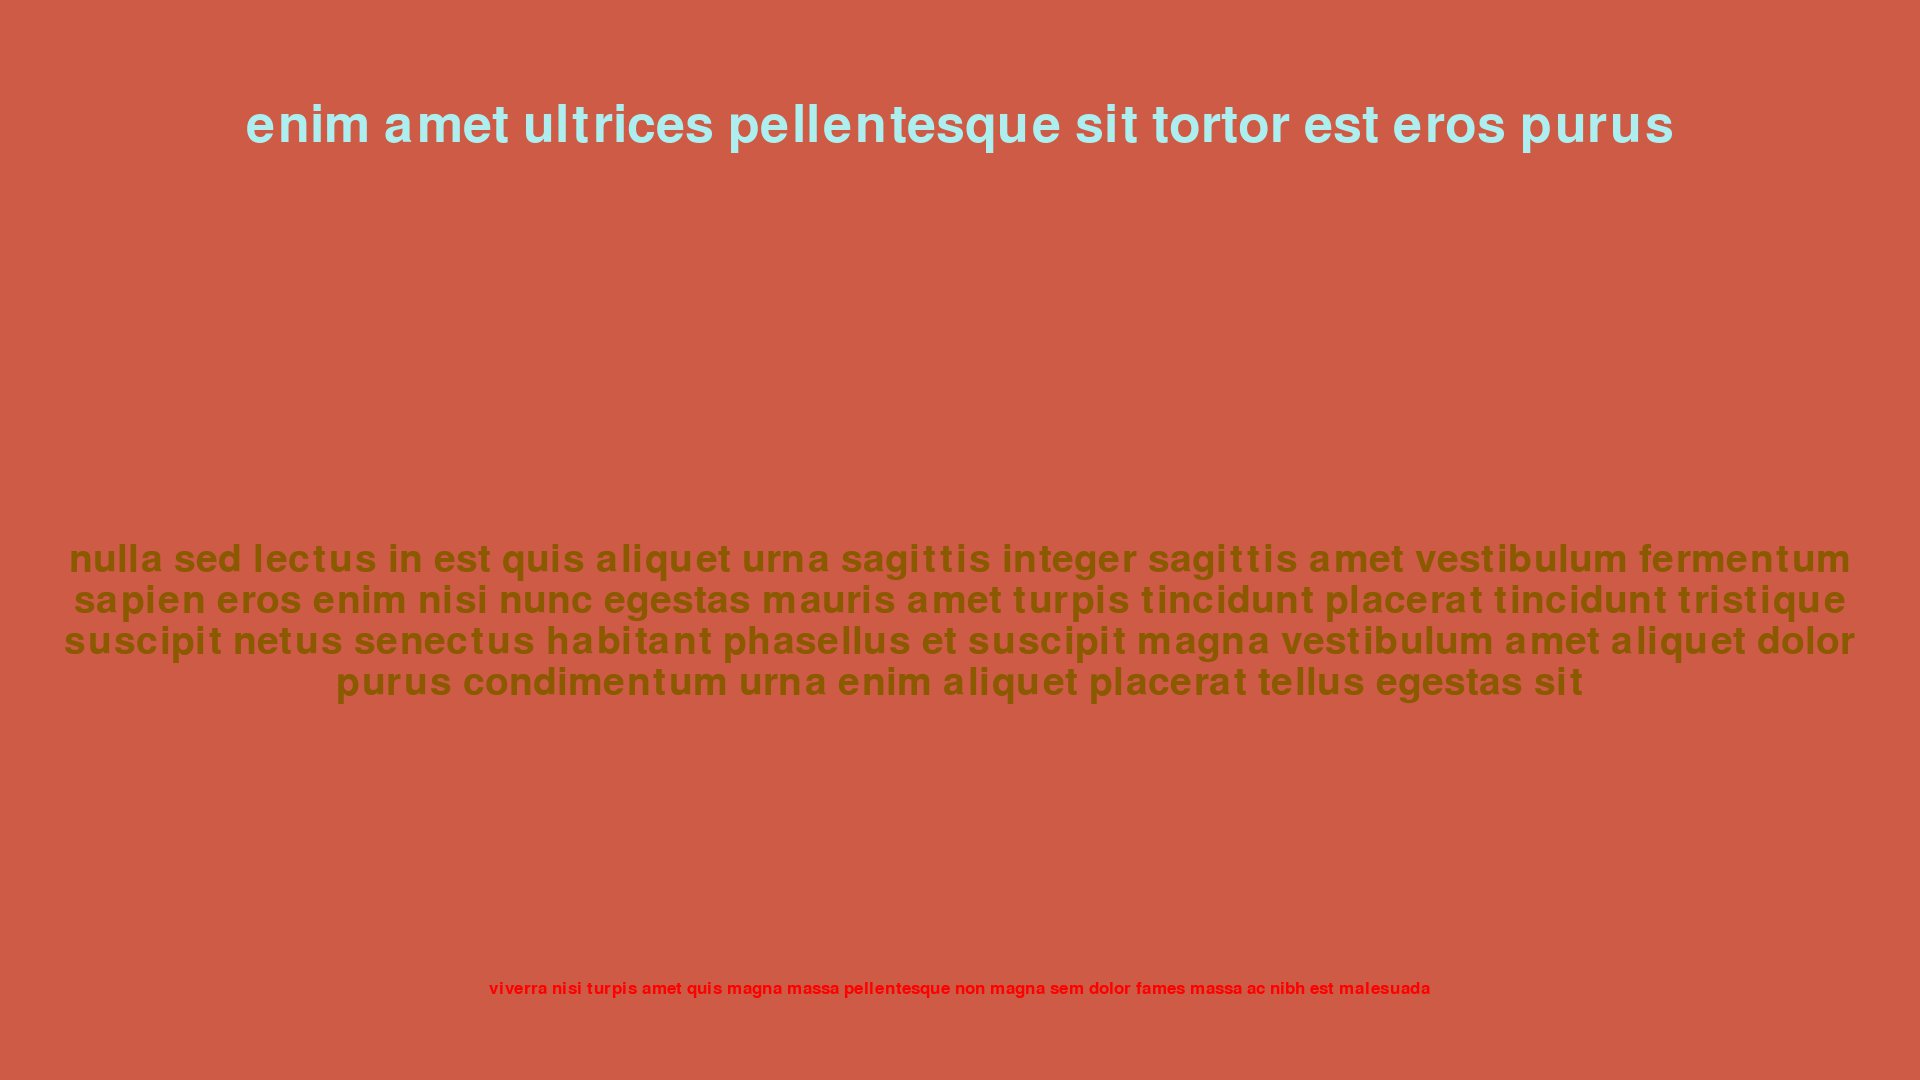 enim amet ultrices pellentesque sit tortor est eros purus
nulla sed lectus in est quis aliquet urna sagittis integer sagittis amet vestibulum fermentum
sapien eros enim nisi nunc egestas mauris amet turpis tincidunt placerat tincidunt tristique
suscipit netus senectus habitant phasellus et suscipit magna vestibulum amet aliquet dolor
purus condimentum urna enim aliquet placerat tellus egestas sit
viverra nisi turpis amet quis magna massa pellentesque non magna sem dolor fames massa ac nibh est malesuada